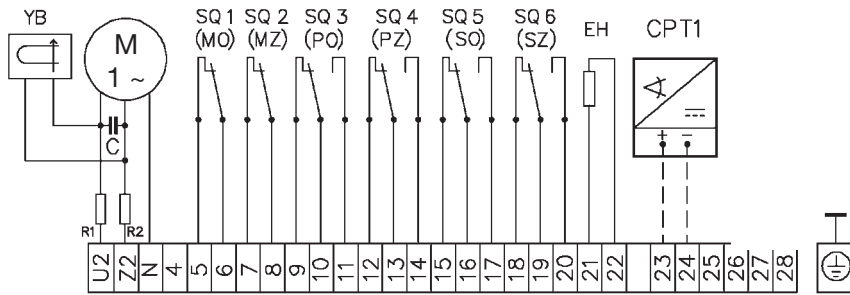 YB
M
1 ~
C
R1
R2
SQ 1
(MO)
SQ 2
(MZ)
SQ 3
(PO)
SQ 4
(PZ)
SQ 5
(SO)
SQ 6
(SZ)
EH
CPT1
+ −
U2 Z2 N 4 5 6 7 8 9 10 11 12 13 14 15 16 17 18 19 20 21 22 23 24 25 26 27 28